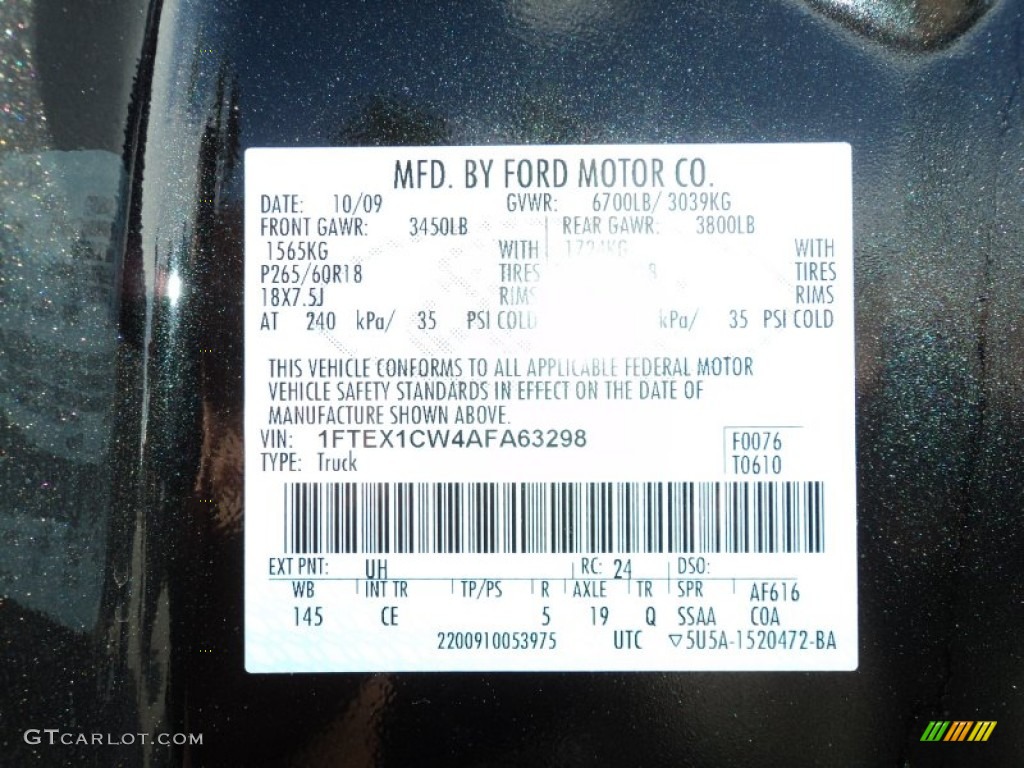 MFD. BY FORD MOTOR CO.
DATE: 10/09 GVWR: 6700LB/ 3039KG
FRONT GAWR: 3450LB REAR GAWR: 3800LB
1565KG WITH WITH
P265/60R18 TIRES TIRES
18X7.5J RIMS RIMS
AT 240 kPa/ 35 PSI COLD kPa/ 35 PSI COLD
THIS VEHICLE CONFORMS TO ALL APPLICABLE FEDERAL MOTOR
VEHICLE SAFETY STANDARDS IN EFFECT ON THE DATE OF
MANUFACTURE SHOWN ABOVE.
VIN: 1FTEX1CW4AFA63298
F0076
TYPE: Truck T0610
EXT PNT: UH RC: 24 DSO:
WB INT TR TP/PS R AXLE TR SPR AF616
145 CE 5 19 Q SSAA COA
2200910053975 UTC ▽5U5A-1520472-BA
GTCARLOT.COM